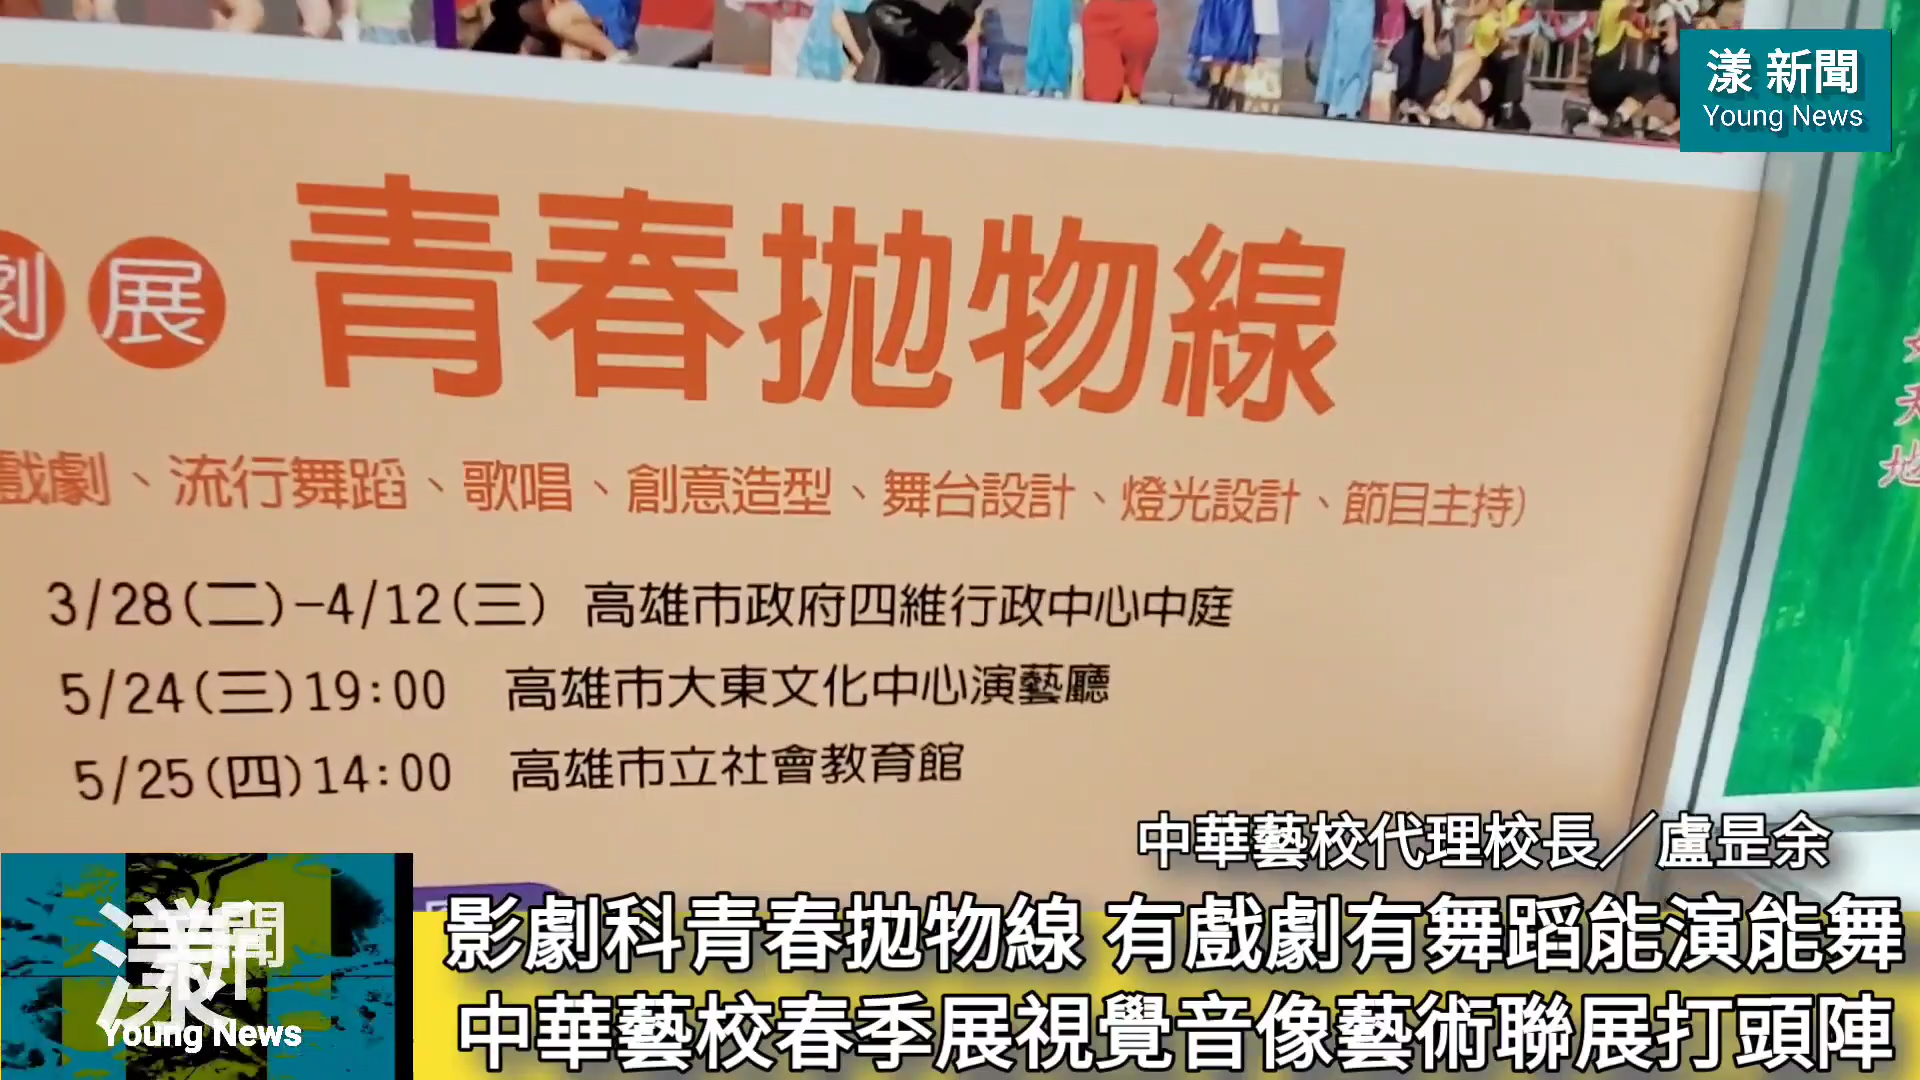 漾 新聞
Young News
劇展 青春拋物線
戲劇、流行舞蹈、歌唱、創意造型、舞台設計、燈光設計、節目主持)
3/28(二)-4/12(三) 高雄市政府四維行政中心中庭
5/24(三)19:00 高雄市大東文化中心演藝廳
5/25(四)14:00 高雄市立社會教育館
中華藝校代理校長／盧昰余
影劇科青春拋物線 有戲劇有舞蹈能演能舞
中華藝校春季展視覺音像藝術聯展打頭陣
漾新聞
Young News